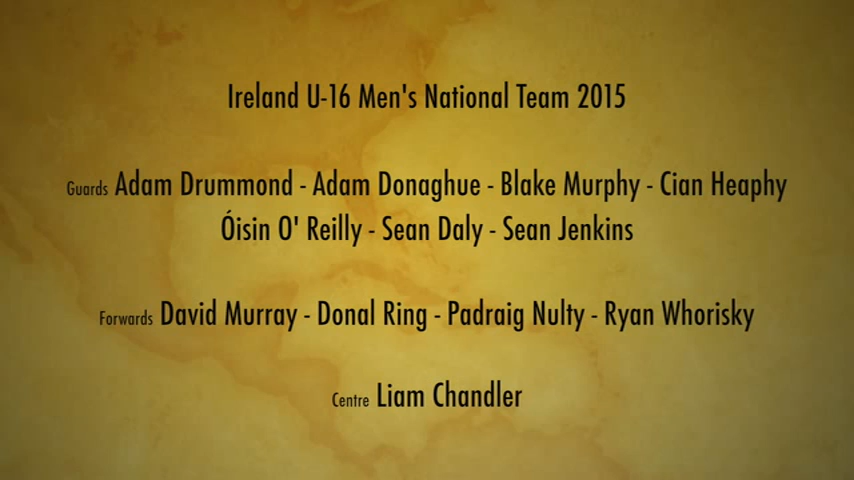 Ireland U-16 Men's National Team 2015
Guards Adam Drummond - Adam Donaghue - Blake Murphy - Cian Heaphy
Óisin O' Reilly - Sean Daly - Sean Jenkins
Forwards David Murray - Donal Ring - Padraig Nulty - Ryan Whorisky
Centre Liam Chandler